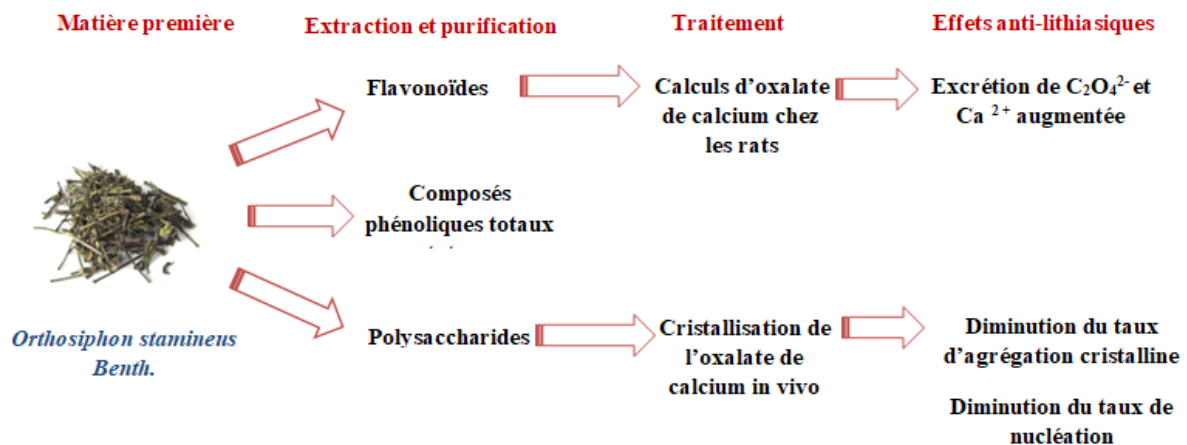 Matière première
Extraction et purification
Traitement
Effets anti-lithiasiques
Flavonoïdes
Calculs d’oxalate
de calcium chez
les rats
Excrétion de C₂O₄²⁻ et
Ca ²⁺ augmentée
Composés
phénoliques totaux
Orthosiphon stamineus
Benth.
Polysaccharides
Cristallisation de
l’oxalate de
calcium in vivo
Diminution du taux
d’agrégation cristalline
Diminution du taux de
nucléation